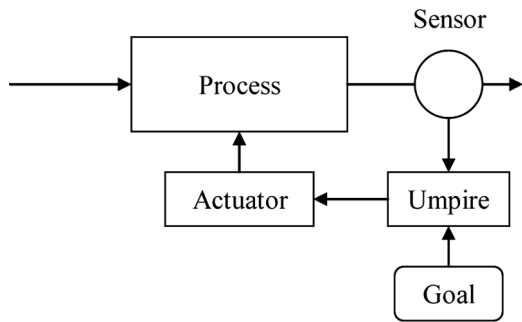 Sensor
Process
Actuator
Umpire
Goal